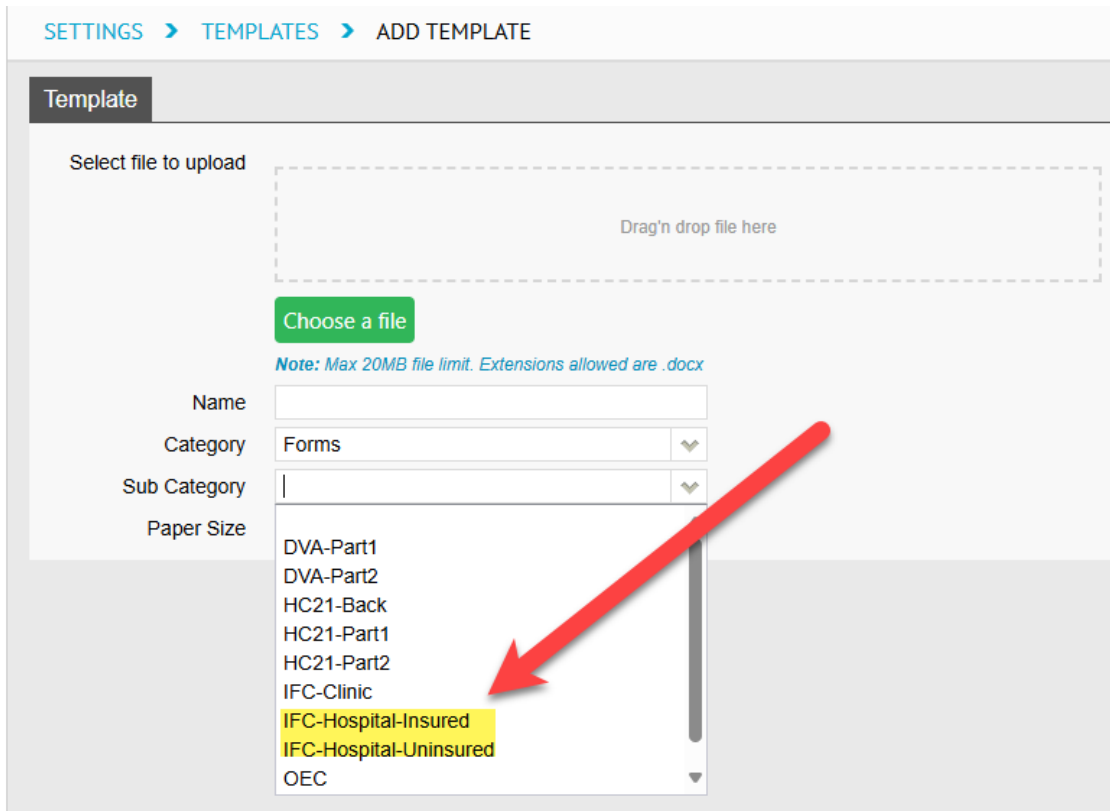 SETTINGS > TEMPLATES > ADD TEMPLATE
Template
Select file to upload
Drag'n drop file here
Choose a file
Note: Max 20MB file limit. Extensions allowed are .docx
Name
Category Forms
Sub Category
Paper Size
DVA-Part1
DVA-Part2
HC21-Back
HC21-Part1
HC21-Part2
IFC-Clinic
IFC-Hospital-Insured
IFC-Hospital-Uninsured
OEC